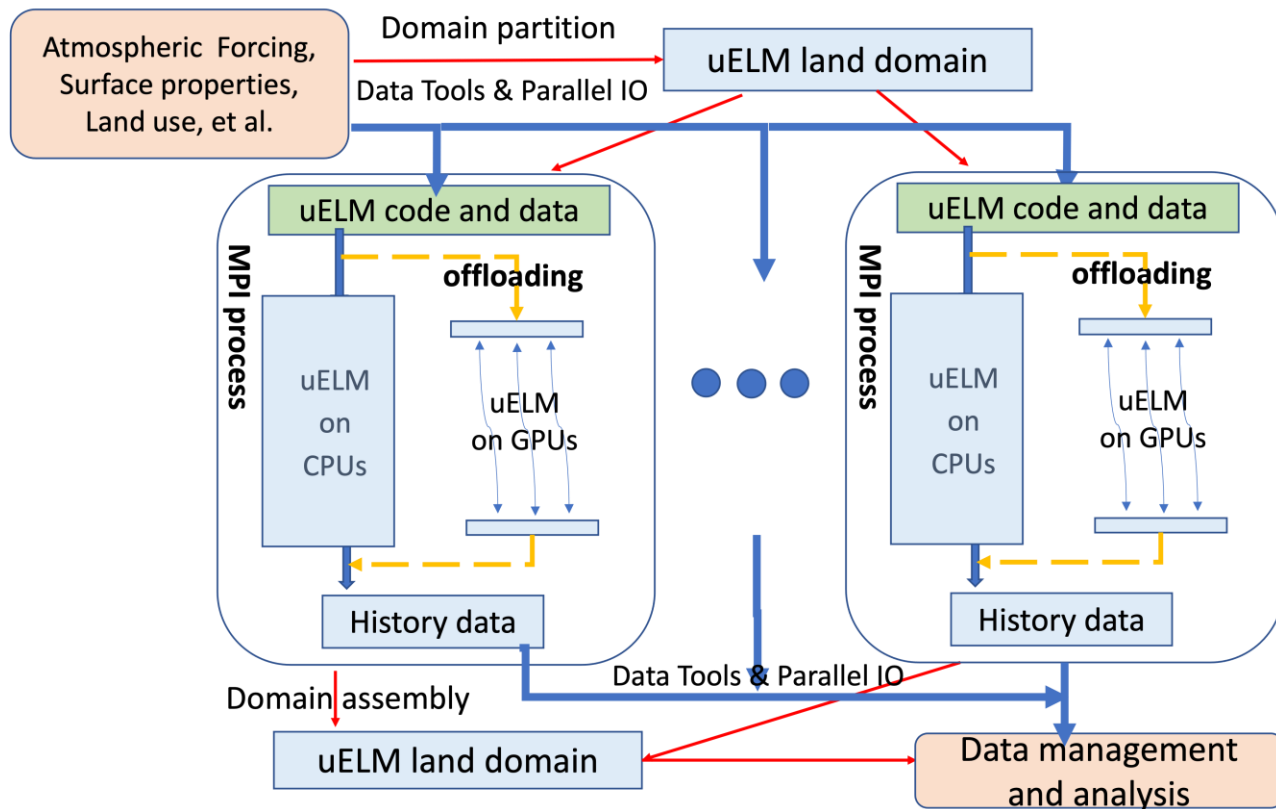 Atmospheric Forcing,
Surface properties,
Land use, et al.
Domain partition
uELM land domain
Data Tools & Parallel IO
uELM code and data
MPI process
offloading
uELM
on
CPUs
uELM
on GPUs
History data
uELM code and data
MPI process
offloading
uELM
on
CPUs
uELM
on GPUs
History data
Data Tools & Parallel IO
Domain assembly
uELM land domain
Data management
and analysis